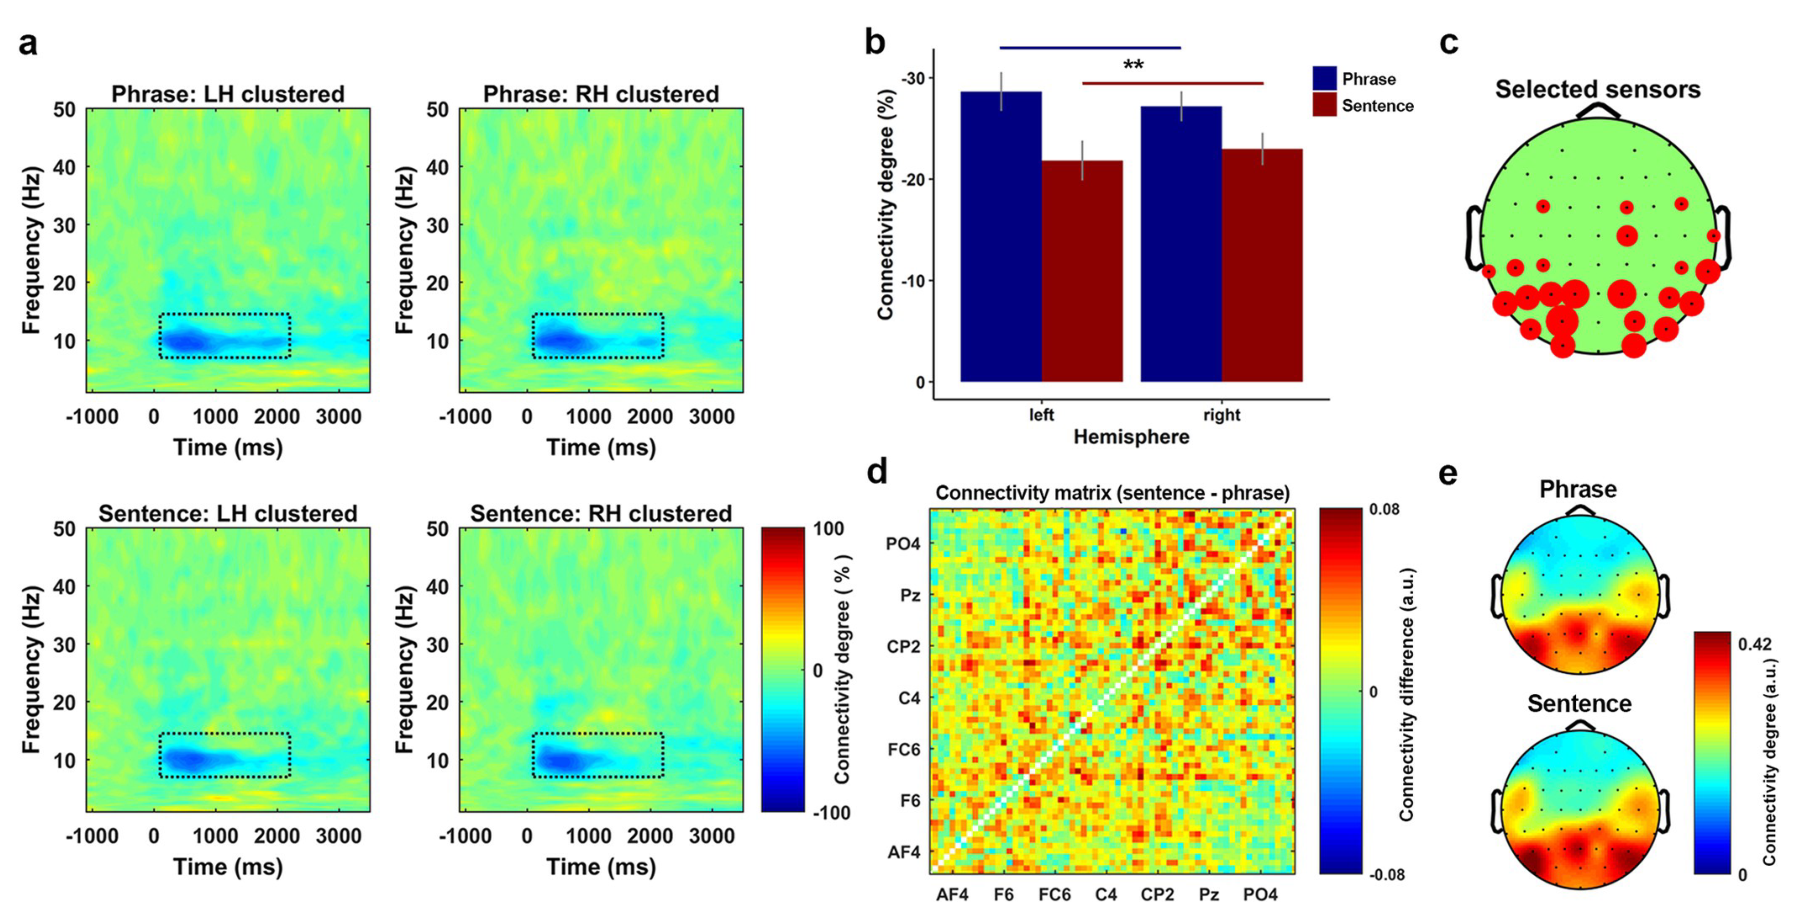 a
Phrase: LH clustered
50
40
30
20
10
Frequency (Hz)
-1000 0 1000 2000 3000
Time (ms)
Phrase: RH clustered
50
40
30
20
10
Frequency (Hz)
-1000 0 1000 2000 3000
Time (ms)
Sentence: LH clustered
50
40
30
20
10
Frequency (Hz)
-1000 0 1000 2000 3000
Time (ms)
Sentence: RH clustered
50
40
30
20
10
Frequency (Hz)
-1000 0 1000 2000 3000
Time (ms)
100
0
-100
Connectivity degree ( % )
b
**
Phrase
Sentence
-30
-20
-10
0
Connectivity degree (%)
left right
Hemisphere
c
Selected sensors
d
Connectivity matrix (sentence - phrase)
PO4
Pz
CP2
C4
FC6
F6
AF4
AF4 F6 FC6 C4 CP2 Pz PO4
0.08
0
-0.08
Connectivity difference (a.u.)
e
Phrase
Sentence
0.42
0
Connectivity degree (a.u.)